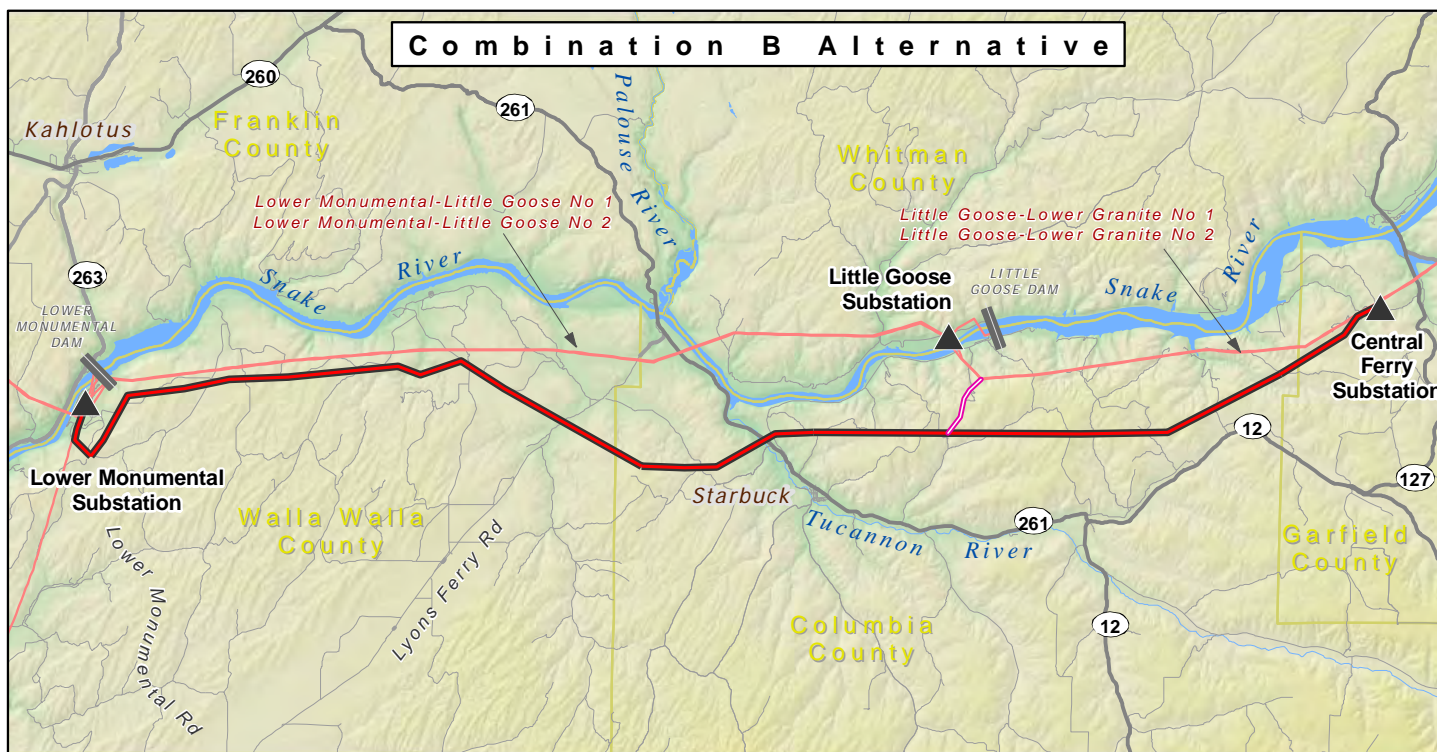 Combination B Alternative
260
Kahlotus
Franklin
County
261
Palouse
River
Whitman
County
Lower Monumental-Little Goose No 1
Lower Monumental-Little Goose No 2
Little Goose-Lower Granite No 1
Little Goose-Lower Granite No 2
263
Snake
River
Little Goose
Substation
LITTLE
GOOSE DAM
Snake
River
LOWER
MONUMENTAL
DAM
Central
Ferry
Substation
Lower Monumental
Substation
Starbuck
12
127
Walla Walla
County
Lower Monumental Rd
Lyons Ferry Rd
Tucannon
River
261
Garfield
County
Columbia
County
12